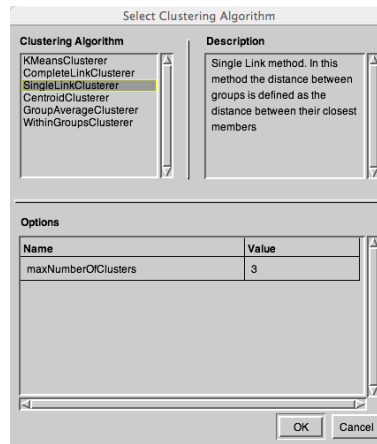 Select Clustering Algorithm
Clustering Algorithm
KMeansClusterer
CompleteLinkClusterer
SingleLinkClusterer
CentroidClusterer
GroupAverageClusterer
WithinGroupsClusterer
Description
Single Link method. In this
method the distance between
groups is defined as the
distance between their closest
members
Options
Name Value
maxNumberOfClusters 3
OK Cancel